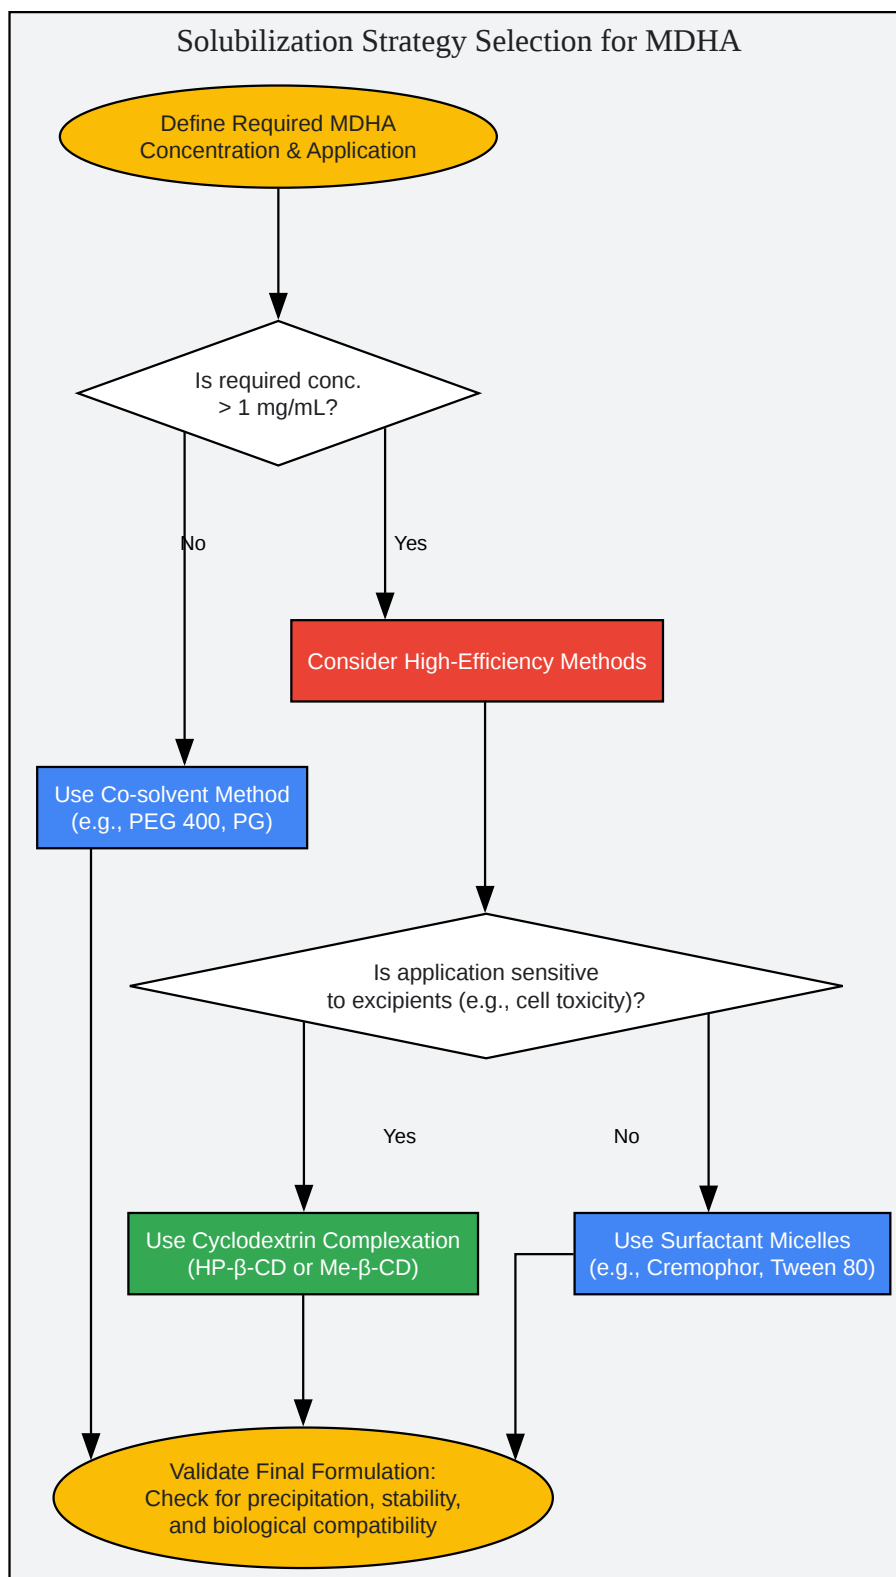 Solubilization Strategy Selection for MDHA
Define Required MDHA
Concentration & Application
Is required conc.
> 1 mg/mL?
No
Yes
Consider High-Efficiency Methods
Use Co-solvent Method
(e.g., PEG 400, PG)
Is application sensitive
to excipients (e.g., cell toxicity)?
Yes
No
Use Cyclodextrin Complexation
(HP-β-CD or Me-β-CD)
Use Surfactant Micelles
(e.g., Cremophor, Tween 80)
Validate Final Formulation:
Check for precipitation, stability,
and biological compatibility